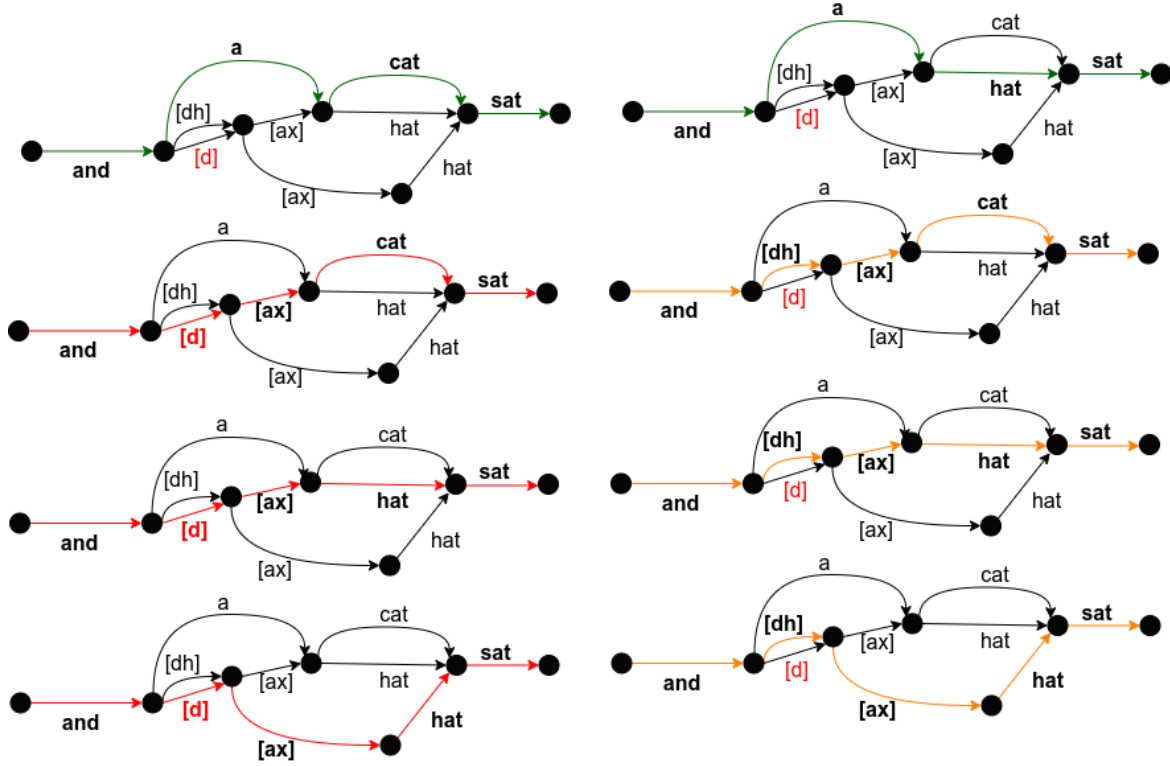 a
cat
[dh]
sat
[ax]
hat
[d]
and
hat
[ax]
a
cat
[dh]
sat
[ax]
hat
[d]
and
hat
[ax]
a
cat
[dh]
sat
[ax]
hat
[d]
and
hat
[ax]
a
cat
[dh]
sat
[ax]
hat
[d]
and
hat
[ax]
a
cat
[dh]
sat
[ax]
hat
[d]
and
hat
[ax]
a
cat
[dh]
sat
[ax]
hat
[d]
and
hat
[ax]
a
cat
[dh]
sat
[ax]
hat
[d]
and
hat
[ax]
a
cat
[dh]
sat
[ax]
hat
[d]
and
hat
[ax]